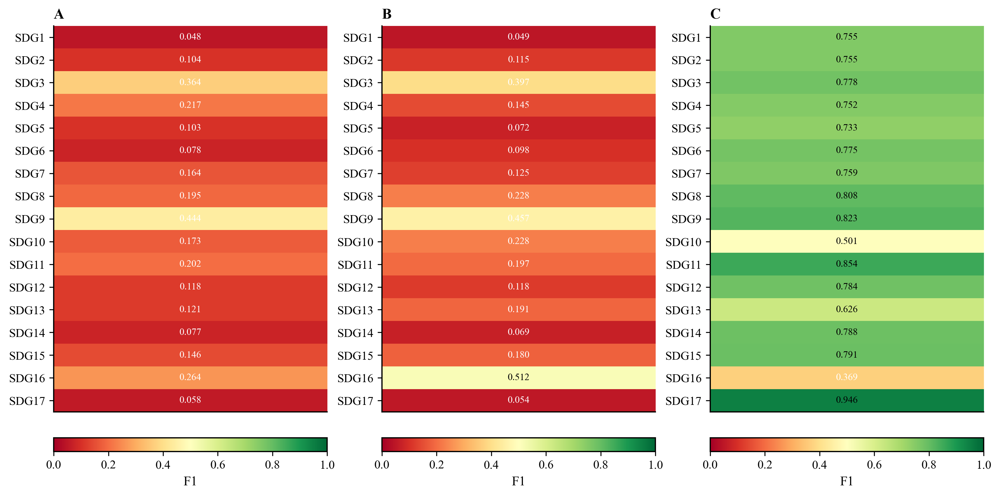 A
SDG1 0.048
SDG2 0.104
SDG3 0.364
SDG4 0.217
SDG5 0.103
SDG6 0.078
SDG7 0.164
SDG8 0.195
SDG9 0.444
SDG10 0.173
SDG11 0.202
SDG12 0.118
SDG13 0.121
SDG14 0.077
SDG15 0.146
SDG16 0.264
SDG17 0.058
0.0 0.2 0.4 0.6 0.8 1.0
F1
B
SDG1 0.049
SDG2 0.115
SDG3 0.397
SDG4 0.145
SDG5 0.072
SDG6 0.098
SDG7 0.125
SDG8 0.228
SDG9 0.457
SDG10 0.228
SDG11 0.197
SDG12 0.118
SDG13 0.191
SDG14 0.069
SDG15 0.180
SDG16 0.512
SDG17 0.054
0.0 0.2 0.4 0.6 0.8 1.0
F1
C
SDG1 0.755
SDG2 0.755
SDG3 0.778
SDG4 0.752
SDG5 0.733
SDG6 0.775
SDG7 0.759
SDG8 0.808
SDG9 0.823
SDG10 0.501
SDG11 0.854
SDG12 0.784
SDG13 0.626
SDG14 0.788
SDG15 0.791
SDG16 0.369
SDG17 0.946
0.0 0.2 0.4 0.6 0.8 1.0
F1